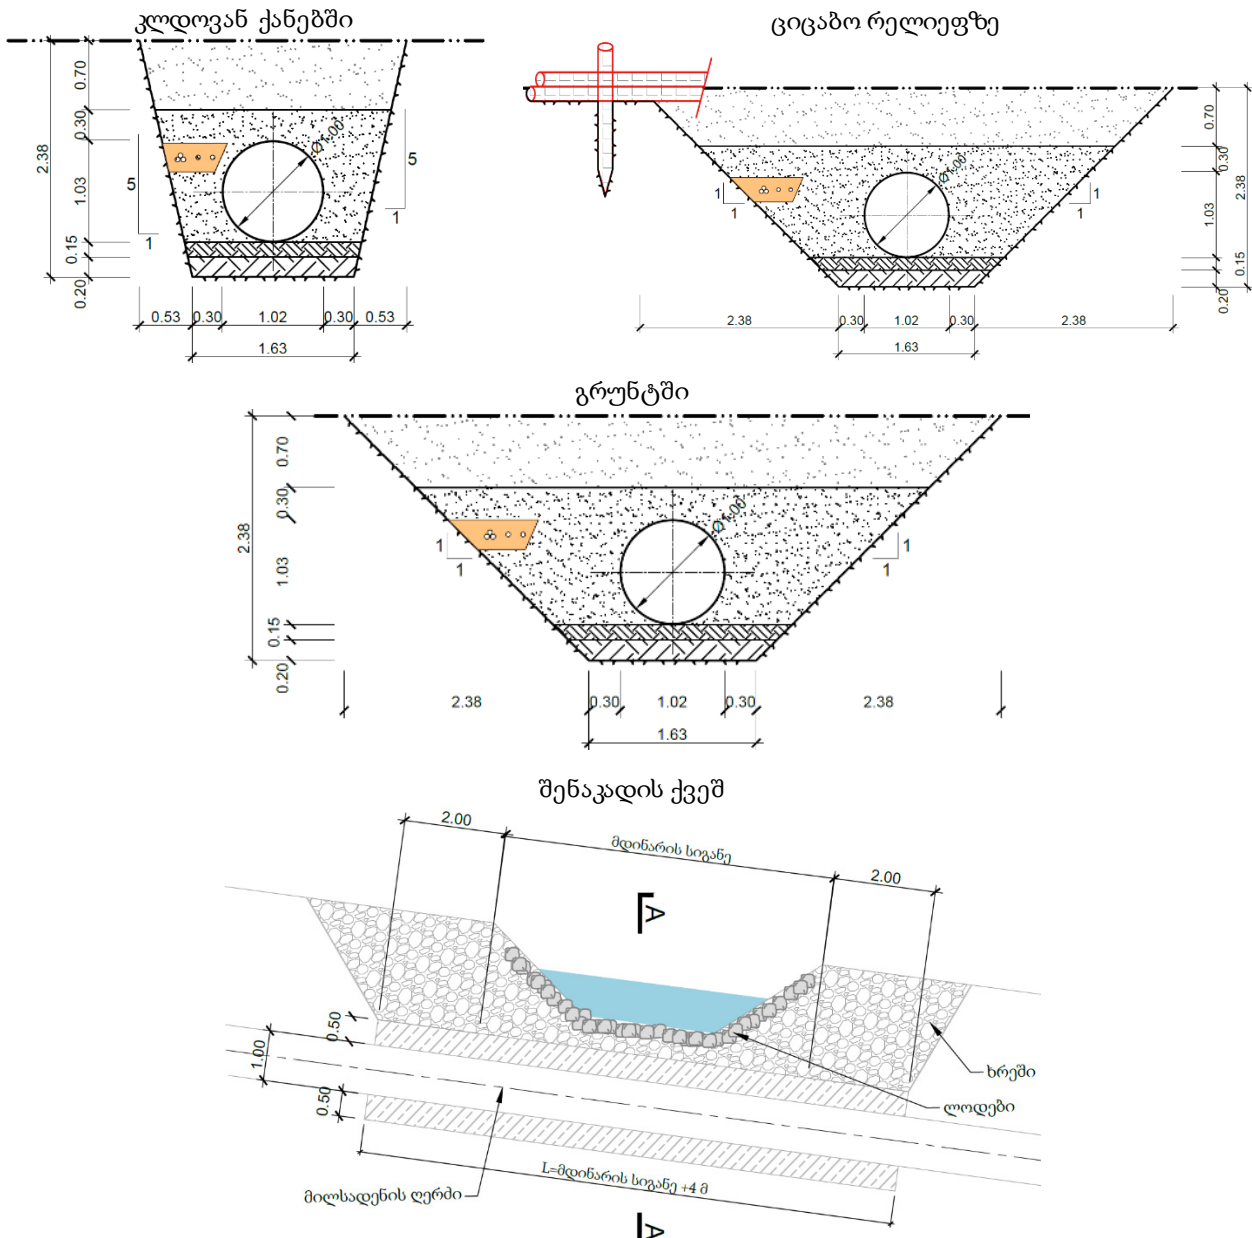 კლდოვან ქანებში
0.70
0.30
2.38
1.03
0.15
0.20
5
1
5
1
Ø1.00
0.53 0.30 1.02 0.30 0.53
1.63
ციცაბო რელიეფზე
0.70
0.30
2.38
1.03
0.15
0.20
1
1
1
1
Ø1.00
2.38 0.30 1.02 0.30 2.38
1.63
გრუნტში
0.70
0.30
2.38
1.03
0.15
0.20
1
1
1
1
Ø1.00
2.38 0.30 1.02 0.30 2.38
1.63
შენაკადის ქვეშ
2.00
მდინარის სიგანე
2.00
A
0.50
1.00
0.50
ხრეში
ლოდები
L=მდინარის სიგანე +4 მ
მილსადენის ღერძი
A